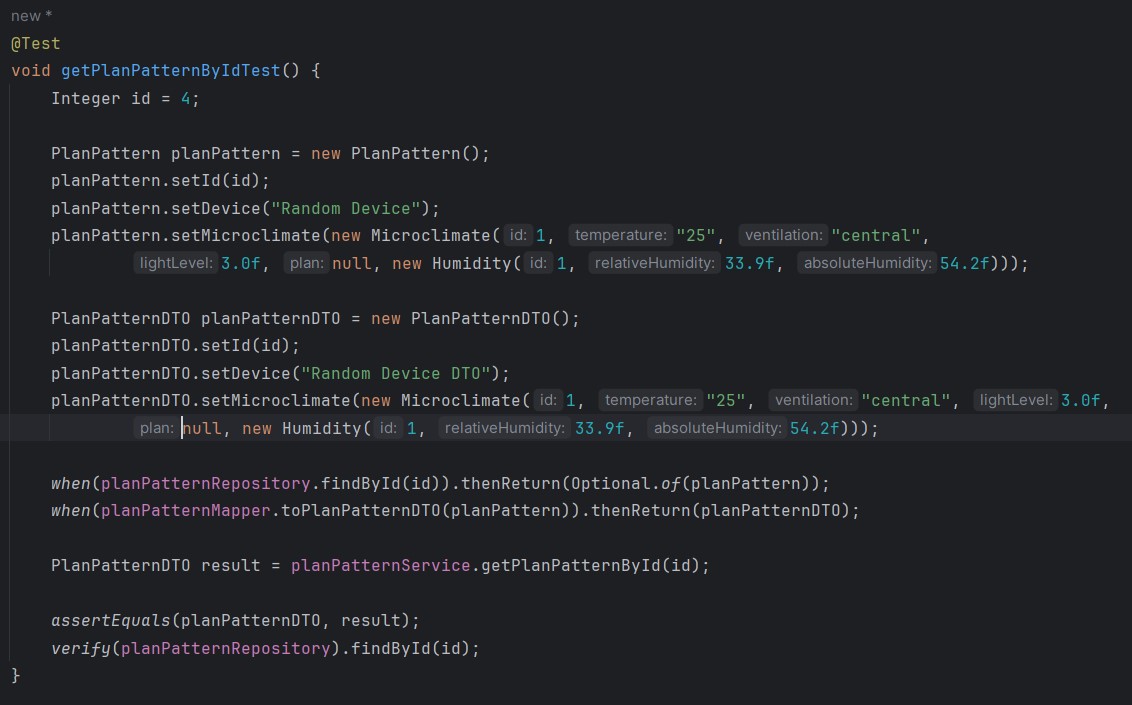 new *
@Test
void getPlanPatternByIdTest() {
Integer id = 4;
PlanPattern planPattern = new PlanPattern();
planPattern.setId(id);
planPattern.setDevice("Random Device");
planPattern.setMicroclimate(new Microclimate( id: 1, temperature: "25", ventilation: "central",
lightLevel: 3.0f, plan: null, new Humidity( id: 1, relativeHumidity: 33.9f, absoluteHumidity: 54.2f)));
PlanPatternDTO planPatternDTO = new PlanPatternDTO();
planPatternDTO.setId(id);
planPatternDTO.setDevice("Random Device DTO");
planPatternDTO.setMicroclimate(new Microclimate( id: 1, temperature: "25", ventilation: "central", lightLevel: 3.0f,
plan: null, new Humidity( id: 1, relativeHumidity: 33.9f, absoluteHumidity: 54.2f)));
when(planPatternRepository.findById(id)).thenReturn(Optional.of(planPattern));
when(planPatternMapper.toPlanPatternDTO(planPattern)).thenReturn(planPatternDTO);
PlanPatternDTO result = planPatternService.getPlanPatternById(id);
assertEquals(planPatternDTO, result);
verify(planPatternRepository).findById(id);
}